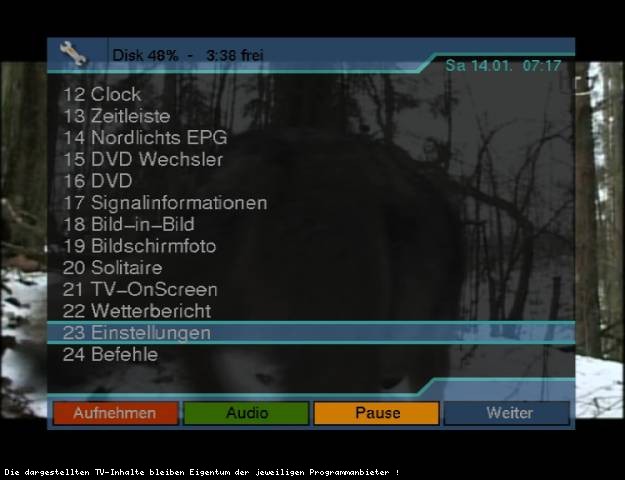 Disk 48% - 3:38 frei
Sa 14.01. 07:17
12 Clock
13 Zeitleiste
14 Nordlichts EPG
15 DVD Wechsler
16 DVD
17 Signalinformationen
18 Bild-in-Bild
19 Bildschirmfoto
20 Solitaire
21 TV-OnScreen
22 Wetterbericht
23 Einstellungen
24 Befehle
Aufnehmen Audio Pause Weiter
Die dargestellten TV-Inhalte bleiben Eigentum der jeweiligen Programmanbieter !